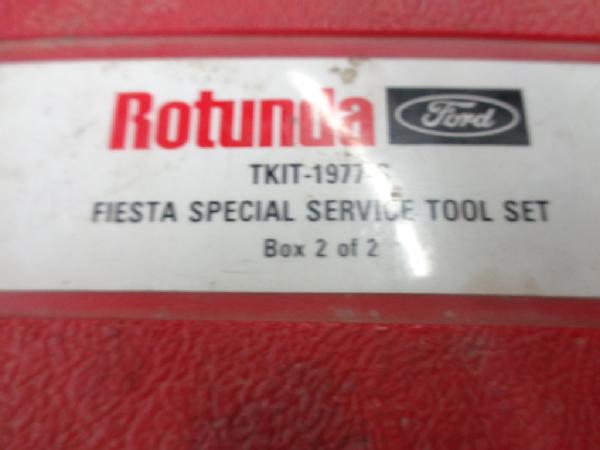 Rotunda Ford
TKIT-1977-S
FIESTA SPECIAL SERVICE TOOL SET
Box 2 of 2